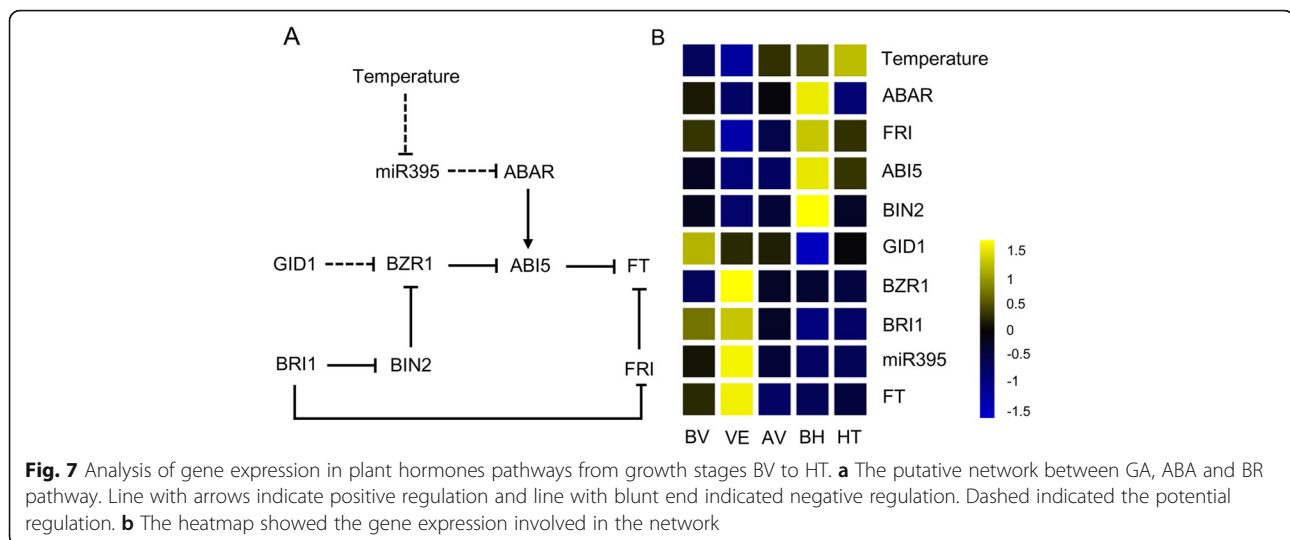 A
Temperature
miR395
ABAR
GID1
BZR1
ABI5
FT
BRI1
BIN2
FRI
B
Temperature
ABAR
FRI
ABI5
BIN2
GID1
BZR1
BRI1
miR395
FT
BV VE AV BH HT
1.5
1
0.5
0
-0.5
-1
-1.5
Fig. 7 Analysis of gene expression in plant hormones pathways from growth stages BV to HT. a The putative network between GA, ABA and BR
pathway. Line with arrows indicate positive regulation and line with blunt end indicated negative regulation. Dashed indicated the potential
regulation. b The heatmap showed the gene expression involved in the network